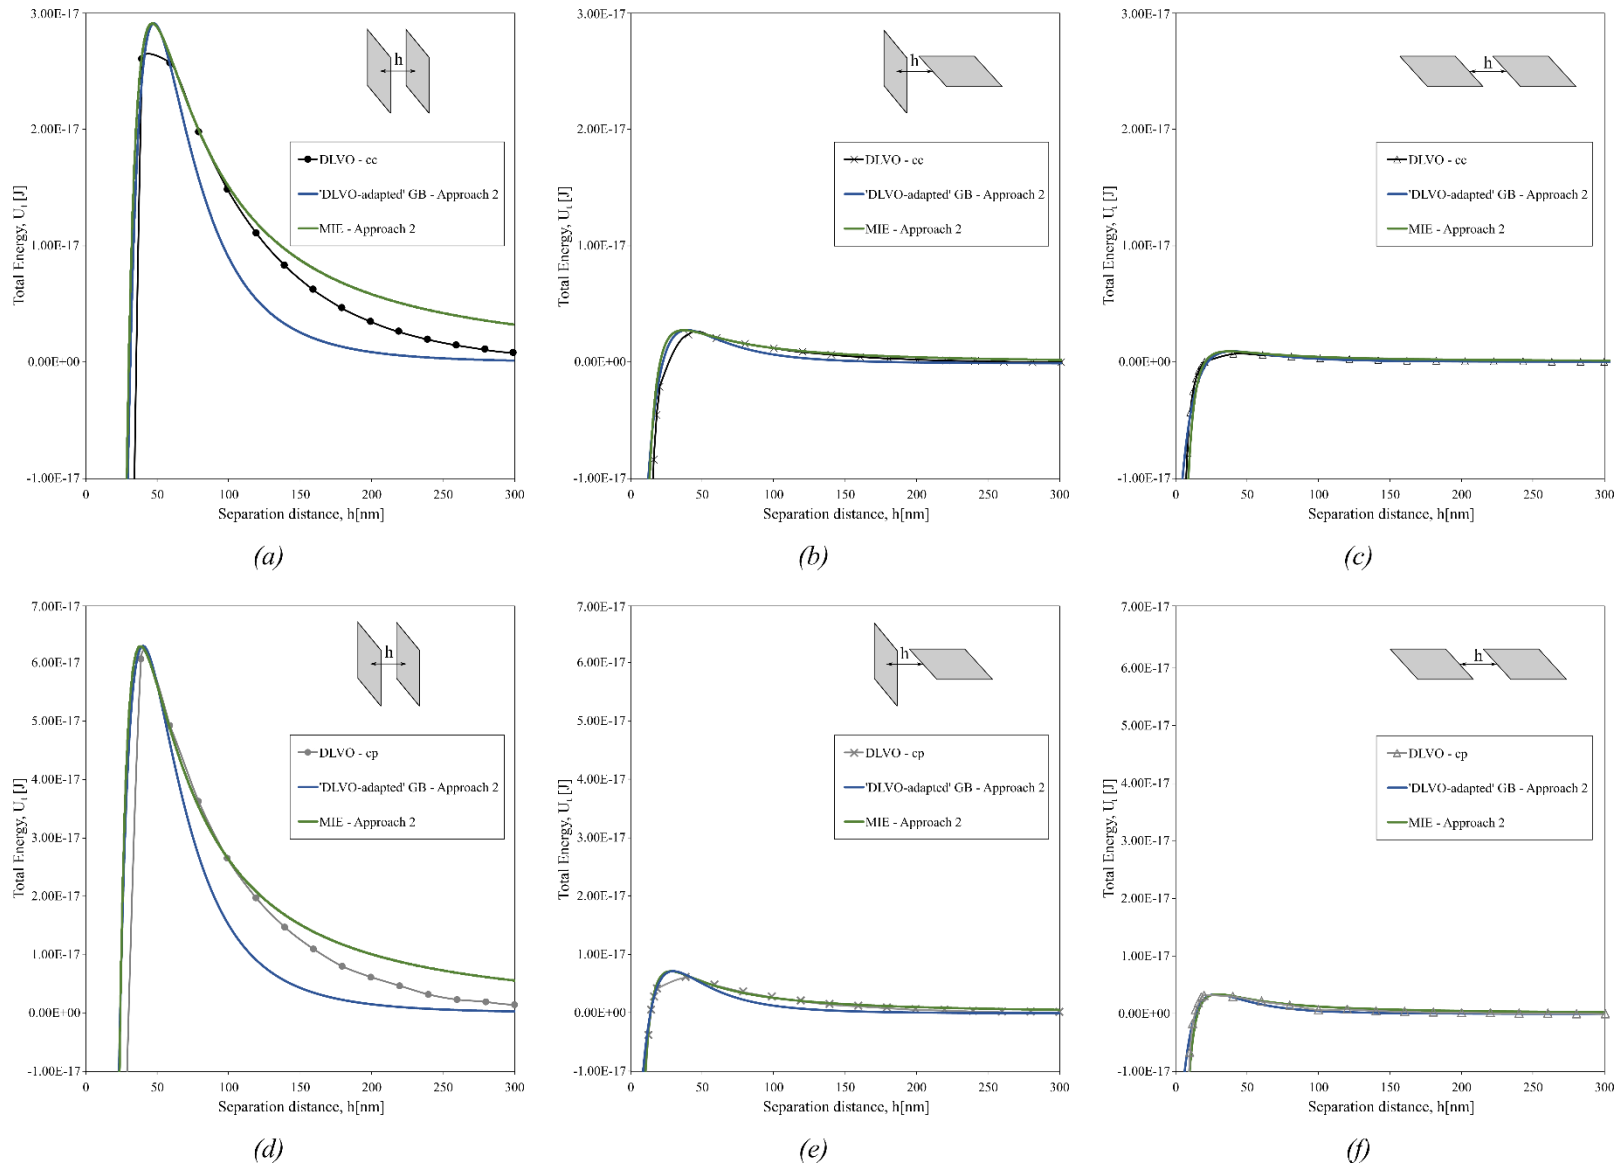 3.00E-17
2.00E-17
1.00E-17
0.00E+00
-1.00E-17
Total Energy, Ut [J]
h
DLVO - cc
'DLVO-adapted' GB - Approach 2
MIE - Approach 2
0 50 100 150 200 250 300
Separation distance, h[nm]
(a)
3.00E-17
2.00E-17
1.00E-17
0.00E+00
-1.00E-17
Total Energy, Ut [J]
h
DLVO - cc
'DLVO-adapted' GB - Approach 2
MIE - Approach 2
0 50 100 150 200 250 300
Separation distance, h[nm]
(b)
3.00E-17
2.00E-17
1.00E-17
0.00E+00
-1.00E-17
Total Energy, Ut [J]
h
DLVO - cc
'DLVO-adapted' GB - Approach 2
MIE - Approach 2
0 50 100 150 200 250 300
Separation distance, h[nm]
(c)
7.00E-17
6.00E-17
5.00E-17
4.00E-17
3.00E-17
2.00E-17
1.00E-17
0.00E+00
-1.00E-17
Total Energy, Ut [J]
h
DLVO - cp
'DLVO-adapted' GB - Approach 2
MIE - Approach 2
0 50 100 150 200 250 300
Separation distance, h[nm]
(d)
7.00E-17
6.00E-17
5.00E-17
4.00E-17
3.00E-17
2.00E-17
1.00E-17
0.00E+00
-1.00E-17
Total Energy, Ut [J]
h
DLVO - cp
'DLVO-adapted' GB - Approach 2
MIE - Approach 2
0 50 100 150 200 250 300
Separation distance, h[nm]
(e)
7.00E-17
6.00E-17
5.00E-17
4.00E-17
3.00E-17
2.00E-17
1.00E-17
0.00E+00
-1.00E-17
Total Energy, Ut [J]
h
DLVO - cp
'DLVO-adapted' GB - Approach 2
MIE - Approach 2
0 50 100 150 200 250 300
Separation distance, h[nm]
(f)